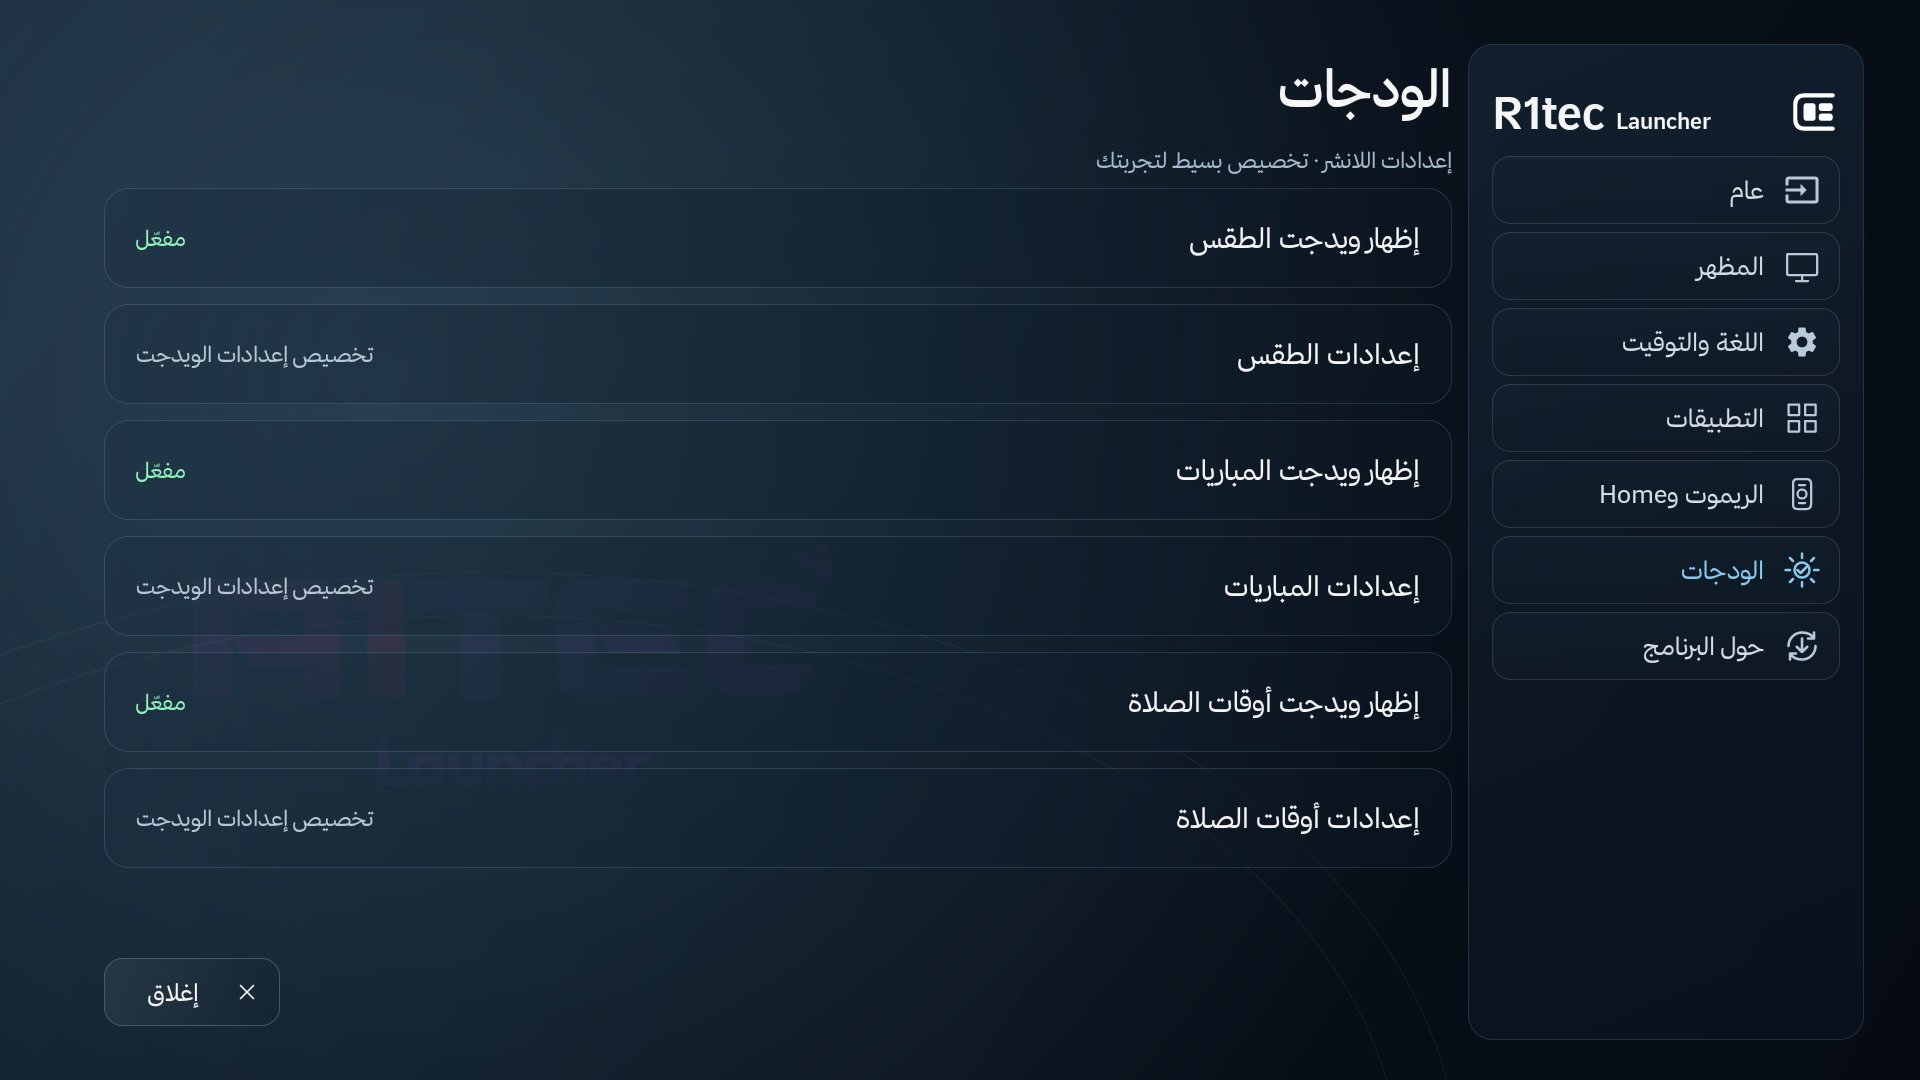 R1tec Launcher
عام
المظهر
اللغة والتوقيت
التطبيقات
الريموت وHome
الودجات
حول البرنامج
الودجات
إعدادات اللانشر · تخصيص بسيط لتجربتك
إظهار ويدجت الطقس مفعّل
إعدادات الطقس تخصيص إعدادات الويدجت
إظهار ويدجت المباريات مفعّل
إعدادات المباريات تخصيص إعدادات الويدجت
إظهار ويدجت أوقات الصلاة مفعّل
إعدادات أوقات الصلاة تخصيص إعدادات الويدجت
R1TEC
Launcher
إغلاق